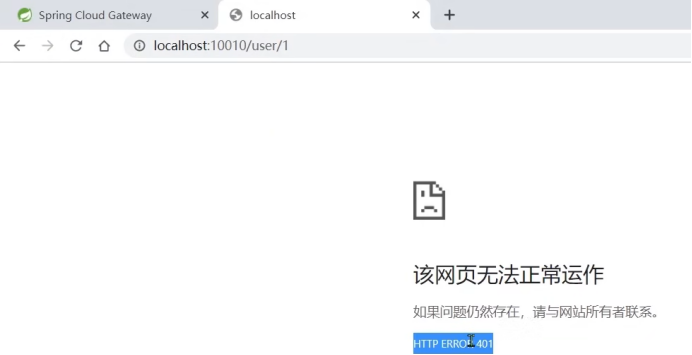 Spring Cloud Gateway
localhost
localhost:10010/user/1
该网页无法正常运作
如果问题仍然存在，请与网站所有者联系。
HTTP ERROR 401